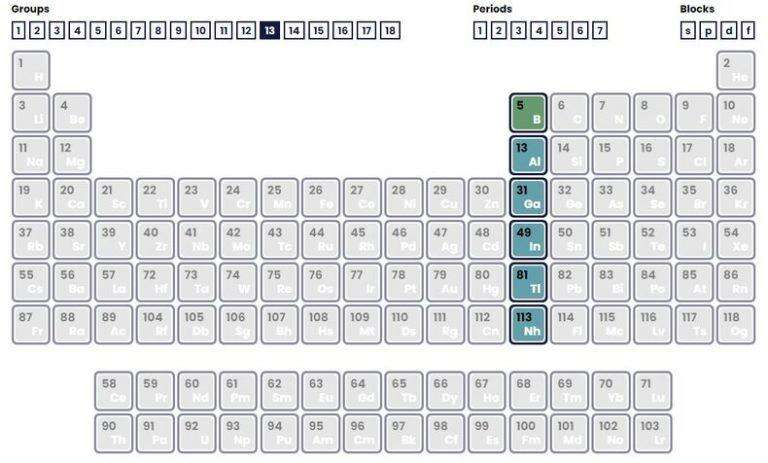 Groups Periods Blocks
1 2 3 4 5 6 7 8 9 10 11 12 13 14 15 16 17 18 1 2 3 4 5 6 7 s p d f
1 H 2 He
3 Li 4 Be 5 B 6 C 7 N 8 O 9 F 10 Ne
11 Na 12 Mg 13 Al 14 Si 15 P 16 S 17 Cl 18 Ar
19 K 20 Ca 21 Sc 22 Ti 23 V 24 Cr 25 Mn 26 Fe 27 Co 28 Ni 29 Cu 30 Zn 31 Ga 32 Ge 33 As 34 Se 35 Br 36 Kr
37 Rb 38 Sr 39 Y 40 Zr 41 Nb 42 Mo 43 Tc 44 Ru 45 Rh 46 Pd 47 Ag 48 Cd 49 In 50 Sn 51 Sb 52 Te 53 I 54 Xe
55 Cs 56 Ba 57 La 72 Hf 73 Ta 74 W 75 Re 76 Os 77 Ir 78 Pt 79 Au 80 Hg 81 Tl 82 Pb 83 Bi 84 Po 85 At 86 Rn
87 Fr 88 Ra 89 Ac 104 Rf 105 Db 106 Sg 107 Bh 108 Hs 109 Mt 110 Ds 111 Rg 112 Cn 113 Nh 114 Fl 115 Mc 116 Lv 117 Ts 118 Og
58 Ce 59 Pr 60 Nd 61 Pm 62 Sm 63 Eu 64 Gd 65 Tb 66 Dy 67 Ho 68 Er 69 Tm 70 Yb 71 Lu
90 Th 91 Pa 92 U 93 Np 94 Pu 95 Am 96 Cm 97 Bk 98 Cf 99 Es 100 Fm 101 Md 102 No 103 Lr